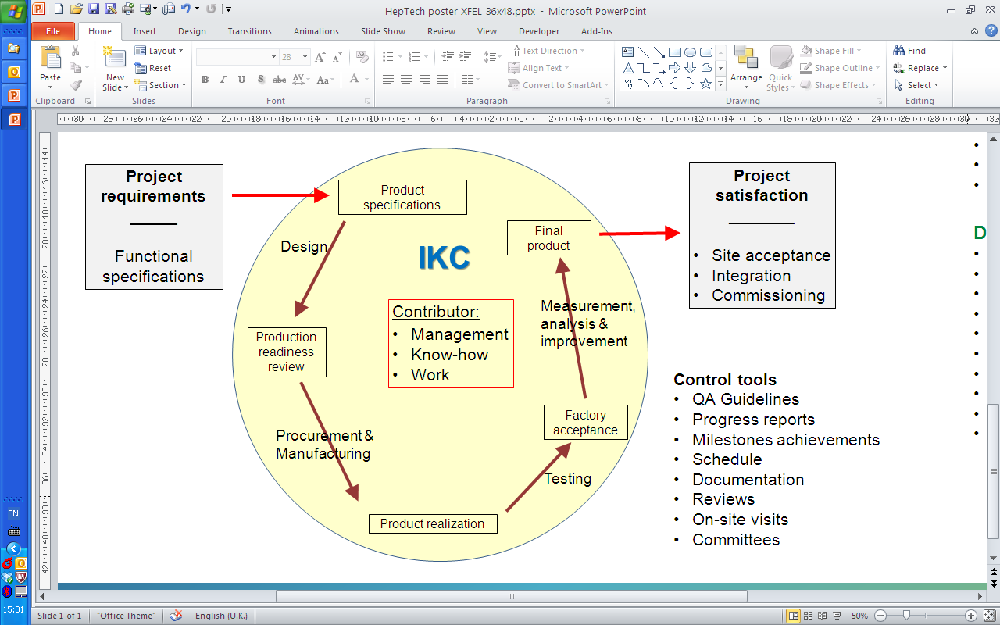 HepTech poster XFEL_36x48.pptx - Microsoft PowerPoint
File Home Insert Design Transitions Animations Slide Show Review View Developer Add-Ins
Paste
Clipboard
New
Slide
Layout
Reset
Section
Slides
28
Font
Text Direction
Align Text
Convert to SmartArt
Paragraph
Arrange
Quick
Styles
Shape Fill
Shape Outline
Shape Effects
Drawing
Find
Replace
Select
Editing
Project
requirements
Functional
specifications
Product
specifications
Design
IKC
Final
product
Project
satisfaction
• Site acceptance
• Integration
• Commissioning
Contributor:
• Management
• Know-how
• Work
Measurement,
analysis &
improvement
Production
readiness
review
Factory
acceptance
Procurement &
Manufacturing
Testing
Product realization
Control tools
• QA Guidelines
• Progress reports
• Milestones achievements
• Schedule
• Documentation
• Reviews
• On-site visits
• Committees
D
EN
15:01
Slide 1 of 1
"Office Theme"
English (U.K.)
50%